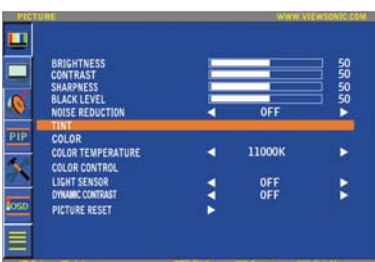 PICTURE WWW.VIEWSONIC.COM
BRIGHTNESS 50
CONTRAST 50
SHARPNESS 50
BLACK LEVEL 50
NOISE REDUCTION OFF
TINT
COLOR
COLOR TEMPERATURE 11000K
COLOR CONTROL
LIGHT SENSOR OFF
DYNAMIC CONTRAST OFF
PICTURE RESET
PIP
OSD